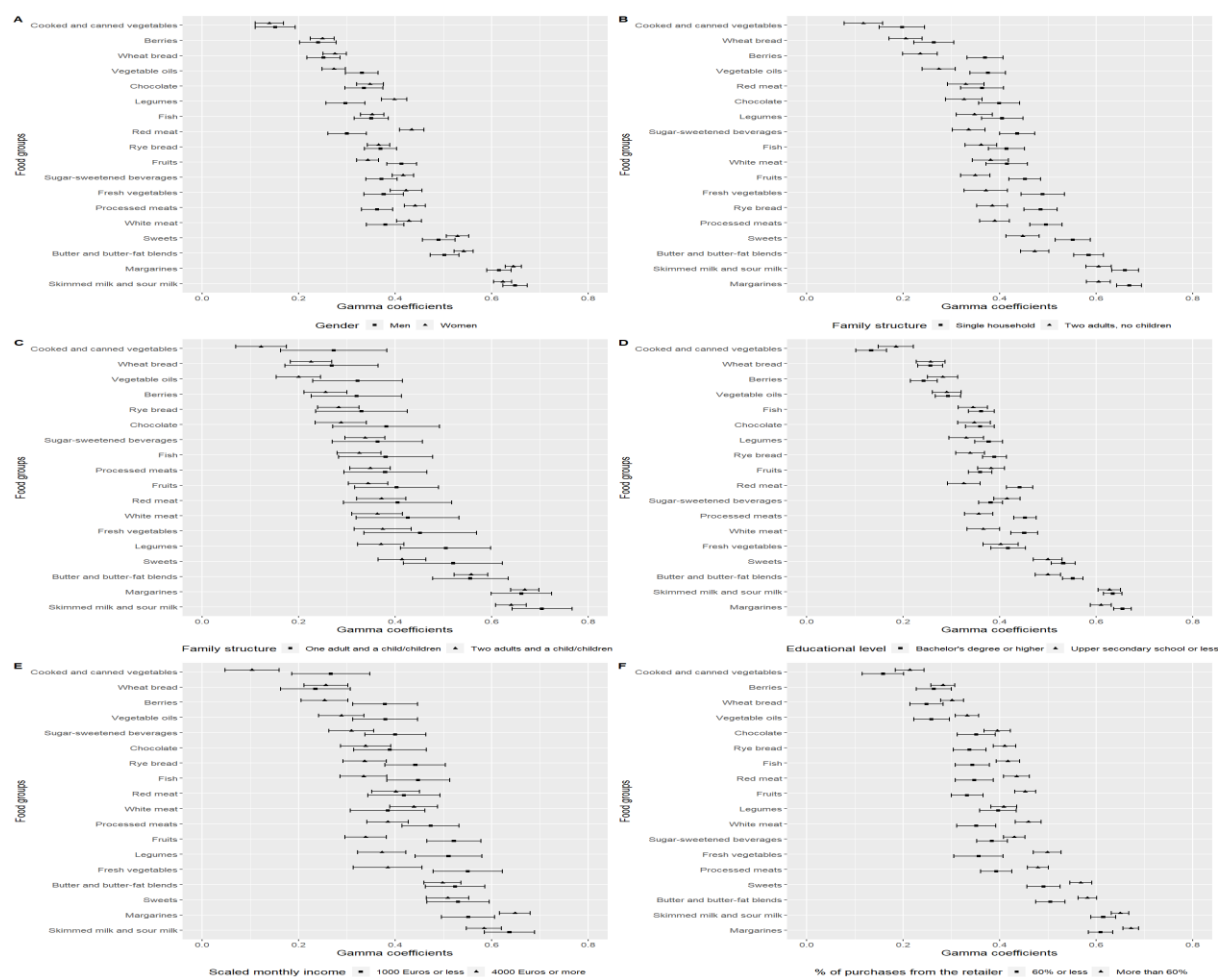 A
Cooked and canned vegetables
Berries
Wheat bread
Vegetable oils
Chocolate
Legumes
Fish
Red meat
Rye bread
Fruits
Sugar-sweetened beverages
Fresh vegetables
Processed meats
White meat
Sweets
Butter and butter-fat blends
Margarines
Skimmed milk and sour milk
Food groups
0.0 0.2 0.4 0.6 0.8
Gamma coefficients
Gender Men Women
B
Cooked and canned vegetables
Wheat bread
Berries
Vegetable oils
Red meat
Chocolate
Legumes
Sugar-sweetened beverages
Fish
White meat
Fruits
Fresh vegetables
Rye bread
Processed meats
Sweets
Butter and butter-fat blends
Skimmed milk and sour milk
Margarines
Food groups
0.0 0.2 0.4 0.6 0.8
Gamma coefficients
Family structure Single household Two adults, no children
C
Cooked and canned vegetables
Wheat bread
Vegetable oils
Berries
Rye bread
Chocolate
Sugar-sweetened beverages
Fish
Processed meats
Fruits
Red meat
White meat
Fresh vegetables
Legumes
Sweets
Butter and butter-fat blends
Margarines
Skimmed milk and sour milk
Food groups
0.0 0.2 0.4 0.6 0.8
Gamma coefficients
Family structure One adult and a child/children Two adults and a child/children
D
Cooked and canned vegetables
Wheat bread
Berries
Vegetable oils
Fish
Chocolate
Legumes
Rye bread
Fruits
Red meat
Sugar-sweetened beverages
Processed meats
White meat
Fresh vegetables
Sweets
Butter and butter-fat blends
Skimmed milk and sour milk
Margarines
Food groups
0.0 0.2 0.4 0.6 0.8
Gamma coefficients
Educational level Bachelor's degree or higher Upper secondary school or less
E
Cooked and canned vegetables
Wheat bread
Berries
Vegetable oils
Sugar-sweetened beverages
Chocolate
Rye bread
Fish
Red meat
White meat
Processed meats
Fruits
Legumes
Fresh vegetables
Butter and butter-fat blends
Sweets
Margarines
Skimmed milk and sour milk
Food groups
0.0 0.2 0.4 0.6 0.8
Gamma coefficients
Scaled monthly income 1000 Euros or less 4000 Euros or more
F
Cooked and canned vegetables
Berries
Wheat bread
Vegetable oils
Chocolate
Rye bread
Fish
Red meat
Fruits
Legumes
White meat
Sugar-sweetened beverages
Fresh vegetables
Processed meats
Sweets
Butter and butter-fat blends
Skimmed milk and sour milk
Margarines
Food groups
0.0 0.2 0.4 0.6 0.8
Gamma coefficients
% of purchases from the retailer 60% or less More than 60%